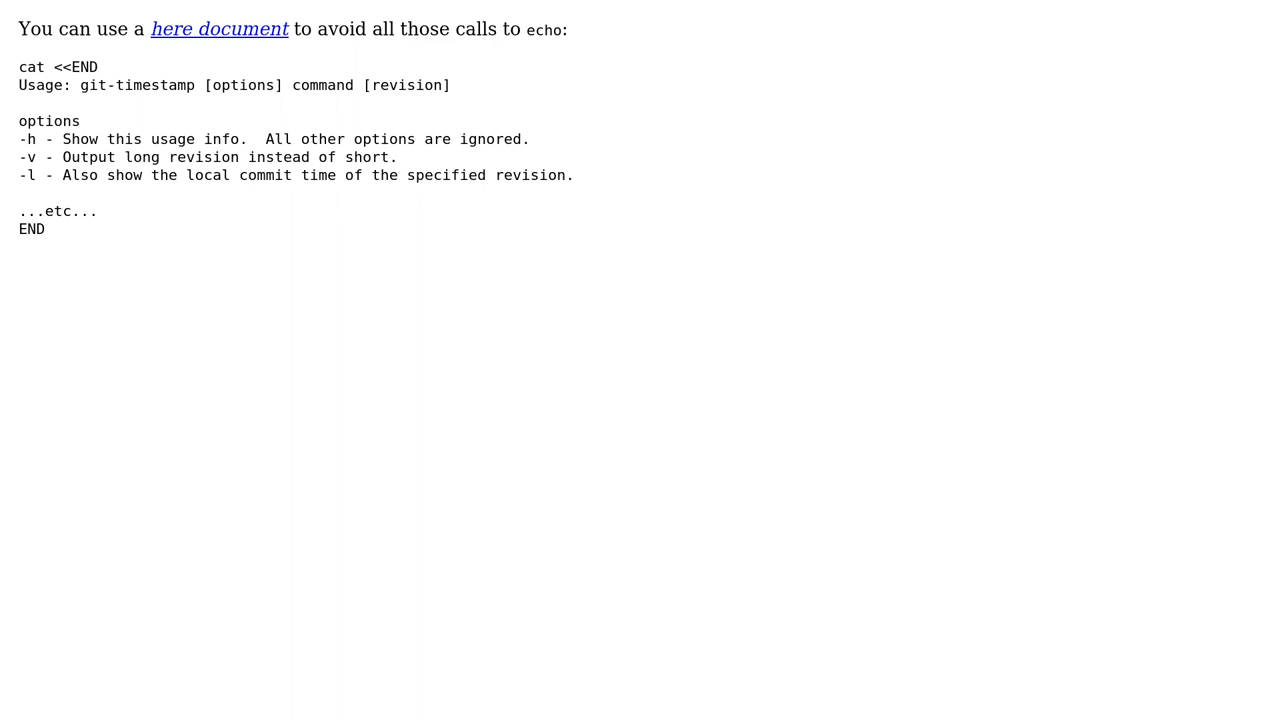 You can use a here document to avoid all those calls to echo:
cat <<END
Usage: git-timestamp [options] command [revision]
options
-h - Show this usage info.  All other options are ignored.
-v - Output long revision instead of short.
-l - Also show the local commit time of the specified revision.
...etc...
END